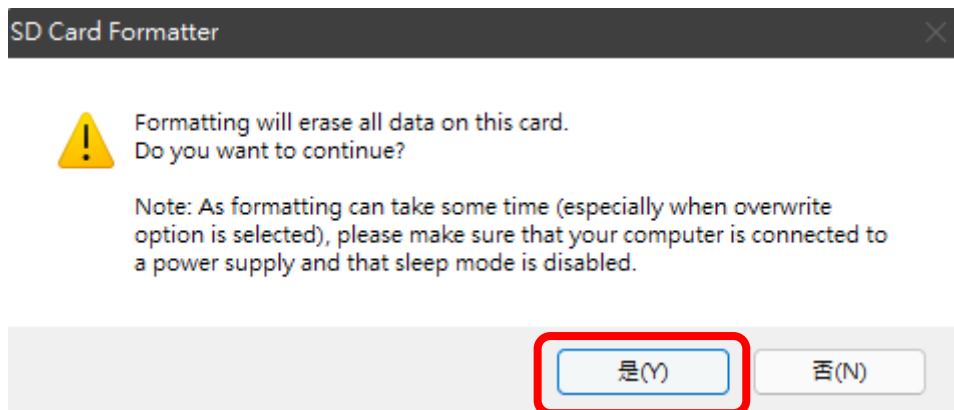 SD Card Formatter
Formatting will erase all data on this card.
Do you want to continue?
Note: As formatting can take some time (especially when overwrite
option is selected), please make sure that your computer is connected to
a power supply and that sleep mode is disabled.
是(Y)
否(N)